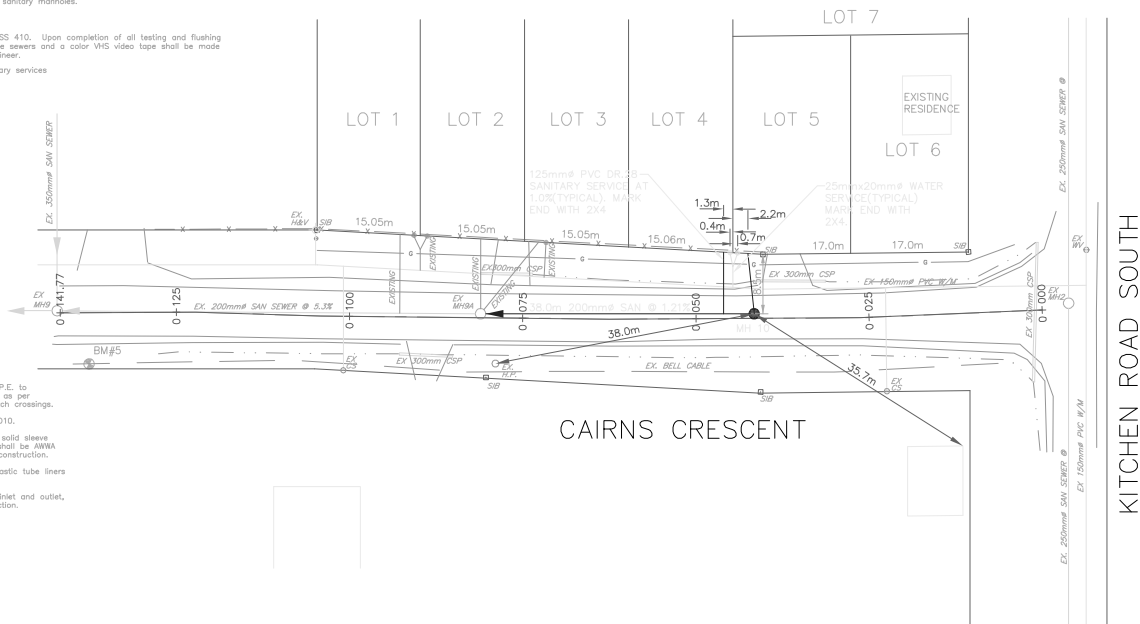 sanitary manholes.
SS 410. Upon completion of all testing and flushing
e sewers and a color VHS video tape shall be made
ineer.
ary services
LOT 7
EXISTING
RESIDENCE
LOT 1
LOT 2
LOT 3
LOT 4
LOT 5
LOT 6
EX. 350mmø SAN SEWER
EX. 250mmø SAN SEWER @
125mmø PVC DR.28
SANITARY SERVICE AT
1.0%(TYPICAL). MARK
END WITH 2X4
25mmx20mmø WATER
SERVICE(TYPICAL)
MARK END WITH
2X4.
1.3m
2.2m
0.4m
0.7m
EX.
H&V
SIB
15.05m
15.05m
15.05m
15.06m
17.0m
17.0m
SIB
EX
WV
EXISTING
EXISTING
EXISTING
EXISTING
EXISTING
G
G
G
EX300mm CSP
EX 300mm CSP
EX 150mmø PVC W/M
EX 300mm CSP
8.5m
EX
MH9
0+141.77
0+125
EX. 200mmø SAN SEWER @ 5.3%
0+100
EX
MH9A
0+075
38.0m 200mmø SAN @ 1.21%
0+050
MH 10
0+025
0+000
EX
MH2
38.0m
35.7m
BM#5
EX
CS
EX 300mm CSP
EX.
H.P.
SIB
EX. BELL CABLE
SIB
EX
CS
CAIRNS CRESCENT
KITCHEN ROAD SOUTH
EX 150mmø PVC W/M
EX. 250mmø SAN SEWER @
P.E. to
as per
ch crossings.
010.
solid sleeve
shall be AWWA
construction.
astic tube liners
inlet and outlet,
ction.